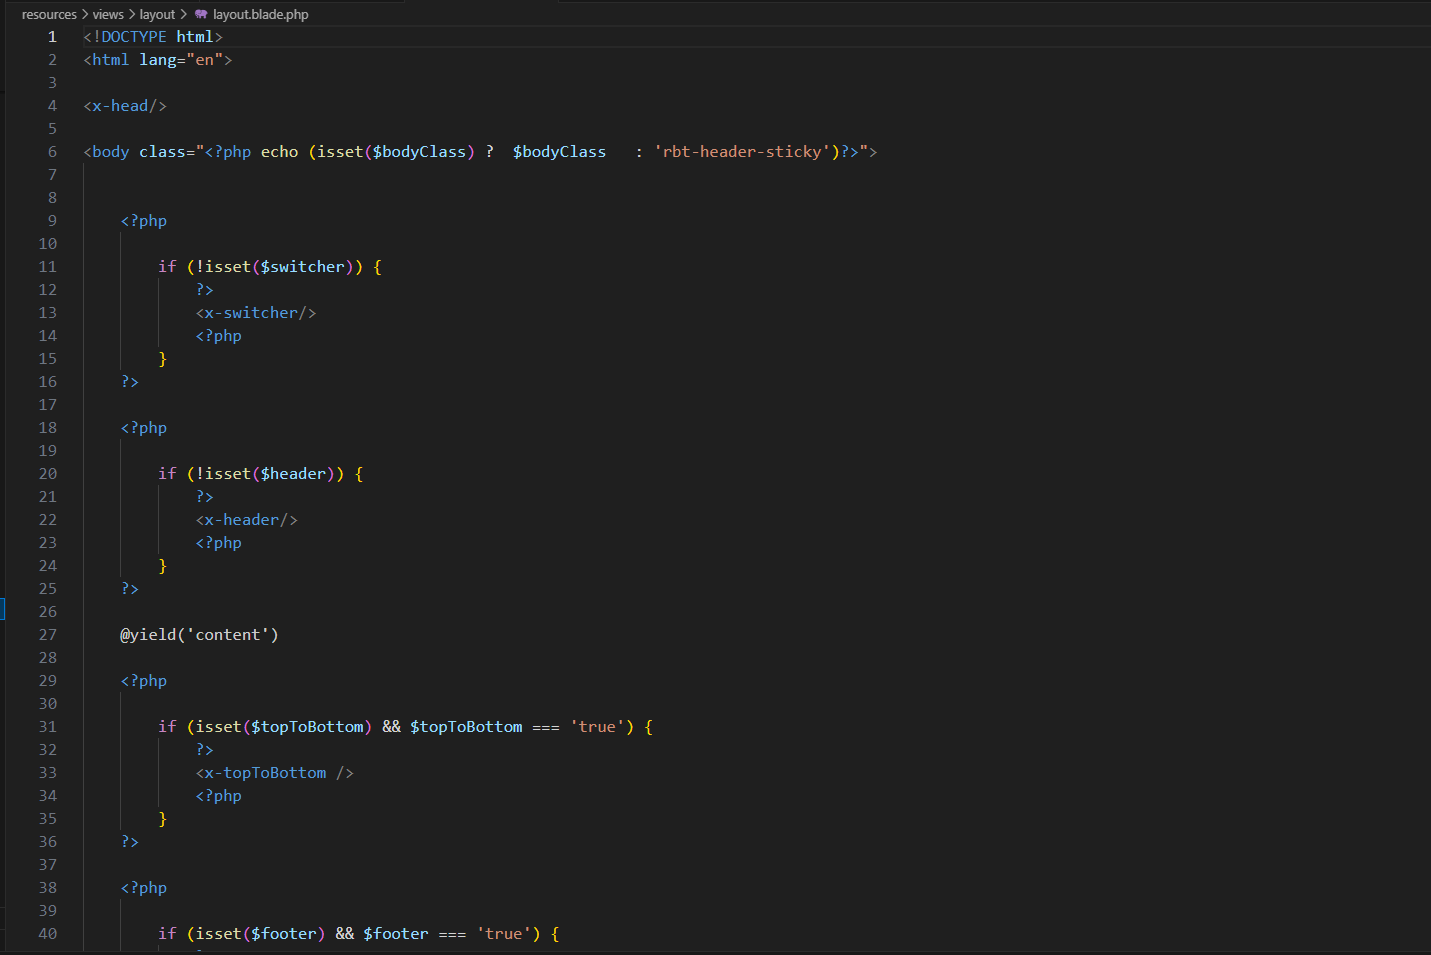 resources > views > layout > layout.blade.php
1 <!DOCTYPE html>
2 <html lang="en">
3
4 <x-head/>
5
6 <body class="<?php echo (isset($bodyClass) ?  $bodyClass   : 'rbt-header-sticky')?>">
7
8
9     <?php
10
11         if (!isset($switcher)) {
12             ?>
13             <x-switcher/>
14             <?php
15         }
16     ?>
17
18     <?php
19
20         if (!isset($header)) {
21             ?>
22             <x-header/>
23             <?php
24         }
25     ?>
26
27     @yield('content')
28
29     <?php
30
31         if (isset($topToBottom) && $topToBottom === 'true') {
32             ?>
33             <x-topToBottom />
34             <?php
35         }
36     ?>
37
38     <?php
39
40         if (isset($footer) && $footer === 'true') {